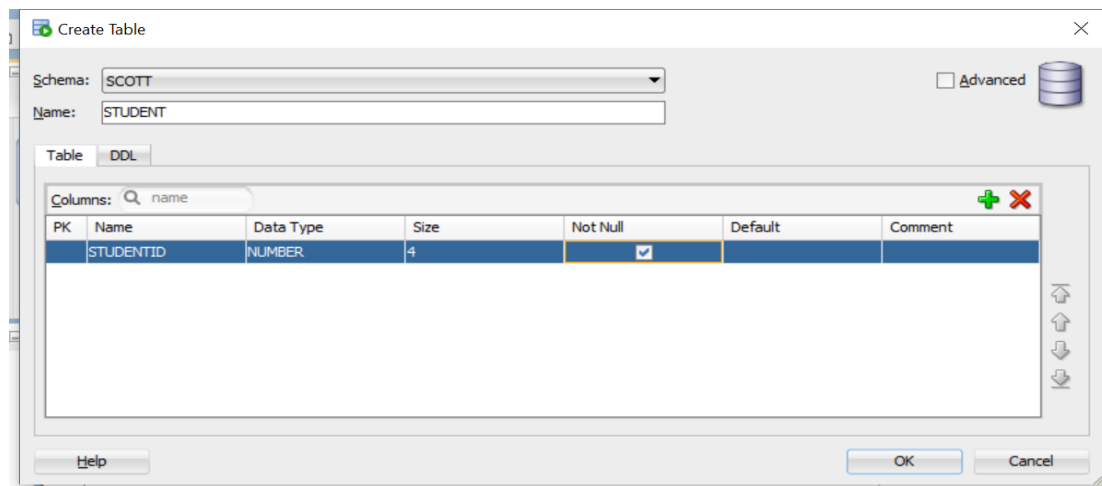 Create Table
Schema: SCOTT
Advanced
Name: STUDENT
Table DDL
Columns: name
PK Name Data Type Size Not Null Default Comment
STUDENTID NUMBER 4
Help OK Cancel